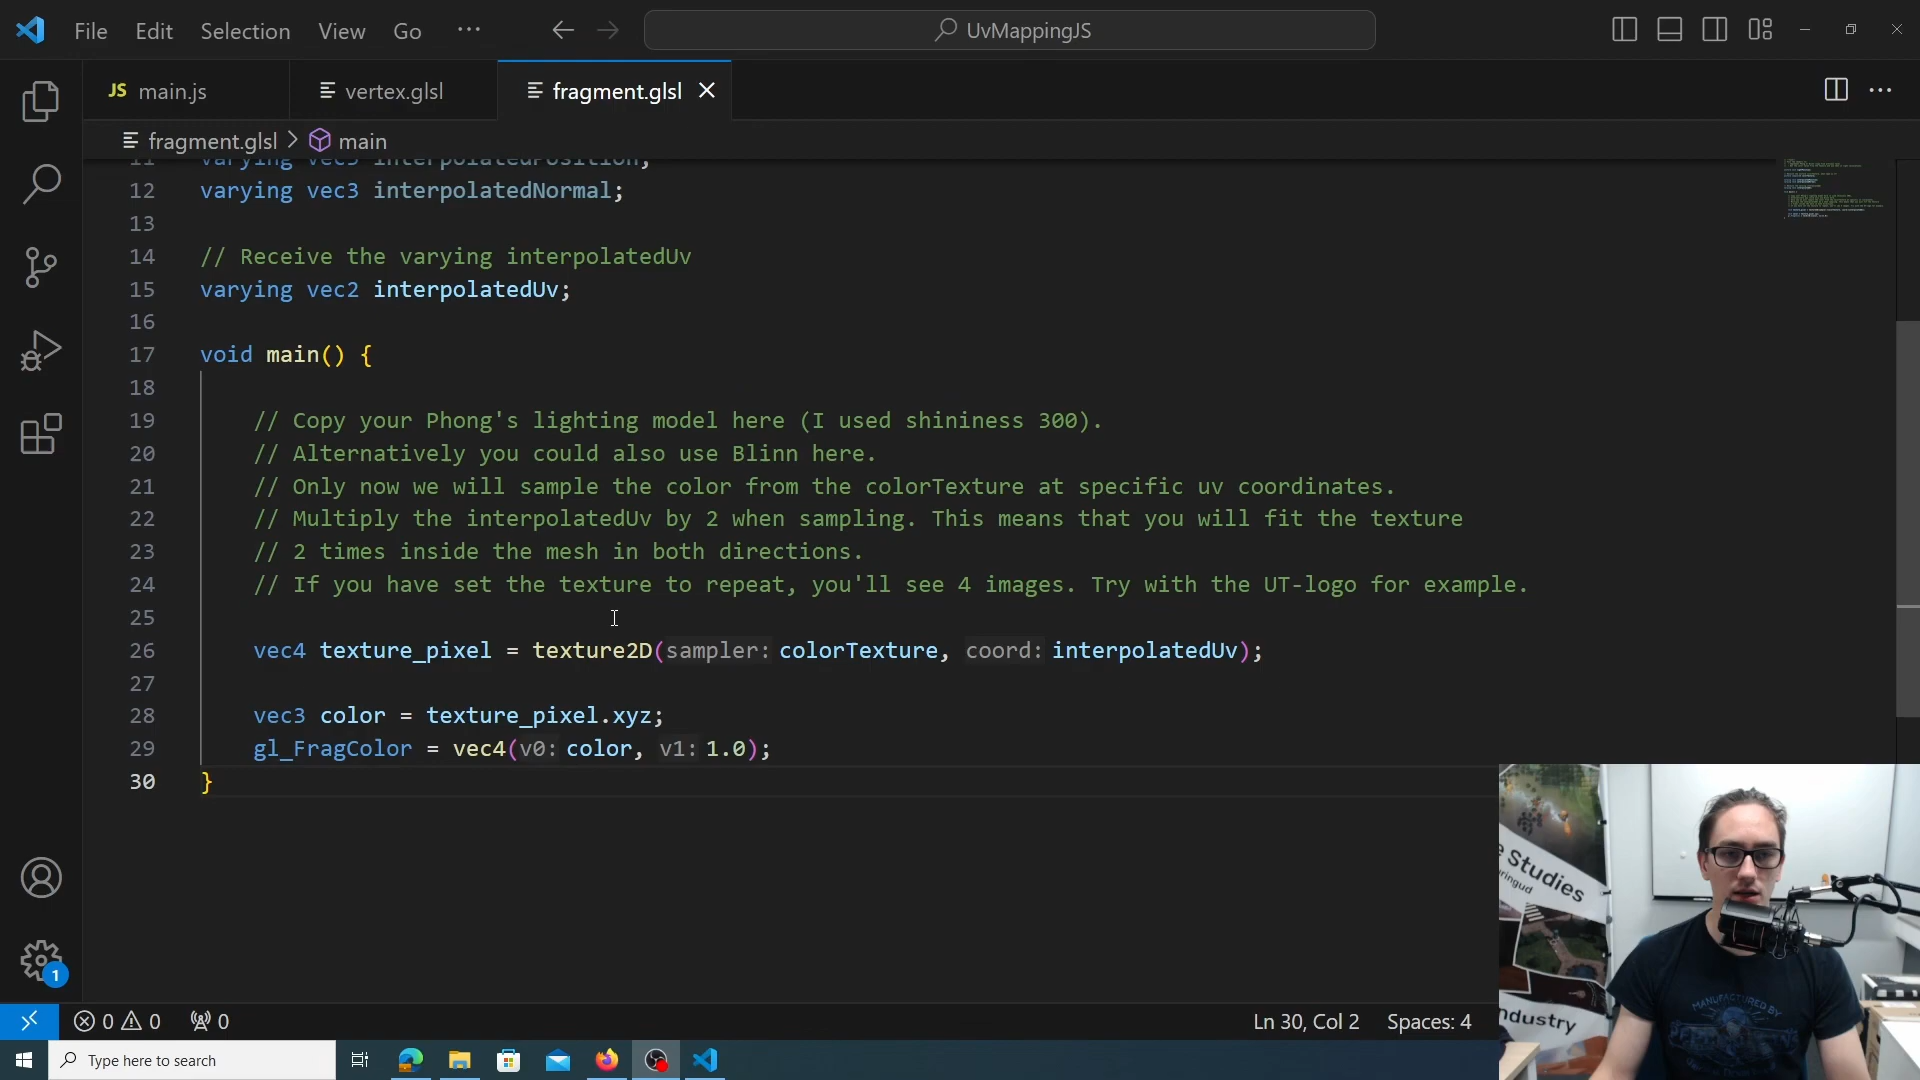 File Edit Selection View Go ··· UvMappingJS
JS main.js vertex.glsl fragment.glsl
fragment.glsl > main
11 varying vec3 interpolatedPosition;
12 varying vec3 interpolatedNormal;
13
14 // Receive the varying interpolatedUv
15 varying vec2 interpolatedUv;
16
17 void main() {
18
19 // Copy your Phong's lighting model here (I used shininess 300).
20 // Alternatively you could also use Blinn here.
21 // Only now we will sample the color from the colorTexture at specific uv coordinates.
22 // Multiply the interpolatedUv by 2 when sampling. This means that you will fit the texture
23 // 2 times inside the mesh in both directions.
24 // If you have set the texture to repeat, you'll see 4 images. Try with the UT-logo for example.
25
26 vec4 texture_pixel = texture2D(sampler: colorTexture, coord: interpolatedUv);
27
28 vec3 color = texture_pixel.xyz;
29 gl_FragColor = vec4(v0: color, v1: 1.0);
30 }
Studies
ndustry
MANUFACTURED BY
1
0 0 0 Ln 30, Col 2 Spaces: 4
Type here to search